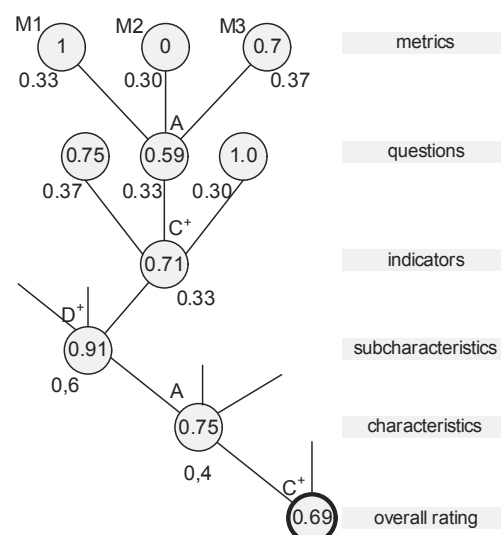 M1 M2 M3
1 0 0.7 metrics
0.33 0.30 0.37
A
0.75 0.59 1.0 questions
0.37 0.33 0.30
C+
0.71 indicators
0.33
D+
0.91 subcharacteristics
0,6
A
0.75 characteristics
0,4
C+
0.69 overall rating